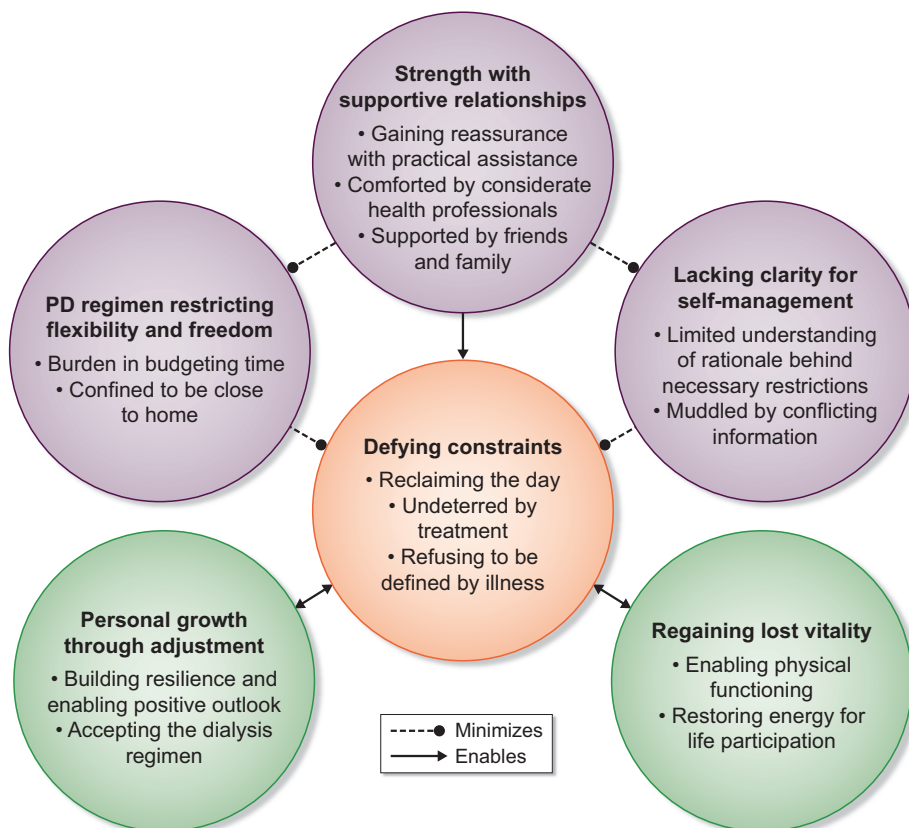 Strength with
supportive relationships
• Gaining reassurance
with practical assistance
• Comforted by considerate
health professionals
• Supported by friends
and family
PD regimen restricting
flexibility and freedom
• Burden in budgeting time
• Confined to be close
to home
Lacking clarity for
self-management
• Limited understanding
of rationale behind
necessary restrictions
• Muddled by conflicting
information
Defying constraints
• Reclaiming the day
• Undeterred by
treatment
• Refusing to be
defined by illness
Personal growth
through adjustment
• Building resilience and
enabling positive outlook
• Accepting the dialysis
regimen
Regaining lost vitality
• Enabling physical
functioning
• Restoring energy for
life participation
Minimizes
Enables